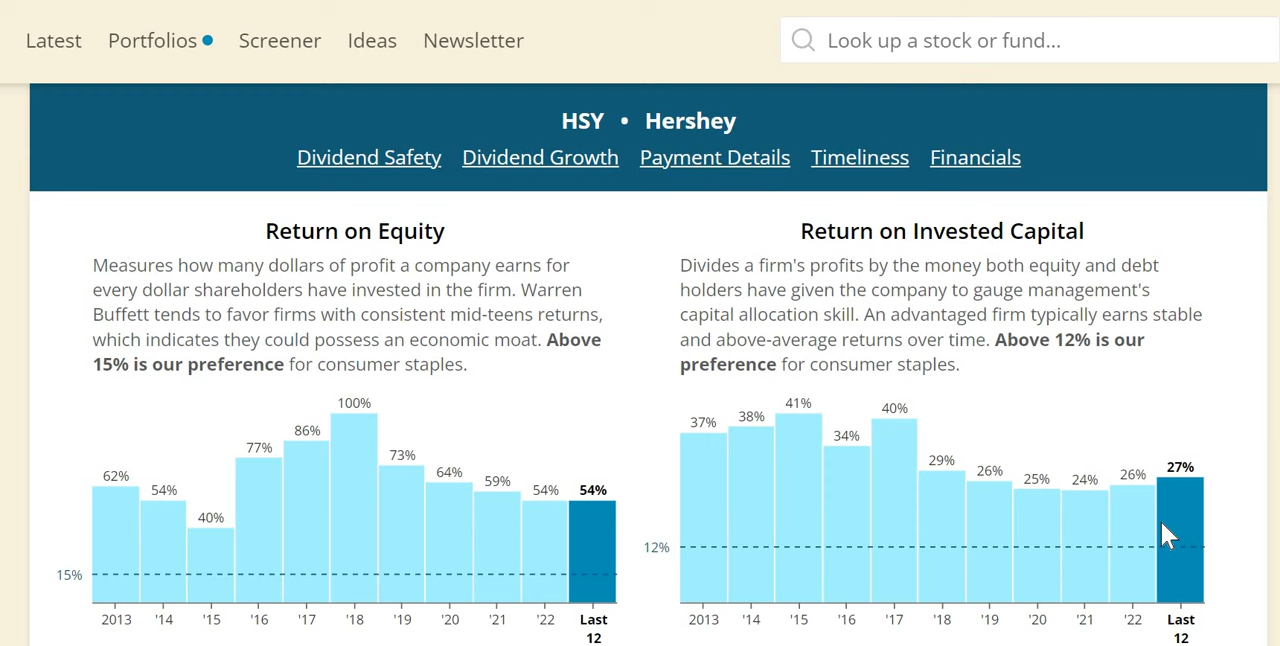 Latest Portfolios Screener Ideas Newsletter Look up a stock or fund...
HSY • Hershey
Dividend Safety Dividend Growth Payment Details Timeliness Financials
Return on Equity
Measures how many dollars of profit a company earns for
every dollar shareholders have invested in the firm. Warren
Buffett tends to favor firms with consistent mid-teens returns,
which indicates they could possess an economic moat. Above
15% is our preference for consumer staples.
62% 54% 40% 77% 86% 100% 73% 64% 59% 54% 54%
15%
2013 '14 '15 '16 '17 '18 '19 '20 '21 '22 Last
12
Return on Invested Capital
Divides a firm's profits by the money both equity and debt
holders have given the company to gauge management's
capital allocation skill. An advantaged firm typically earns stable
and above-average returns over time. Above 12% is our
preference for consumer staples.
37% 38% 41% 34% 40% 29% 26% 25% 24% 26% 27%
12%
2013 '14 '15 '16 '17 '18 '19 '20 '21 '22 Last
12